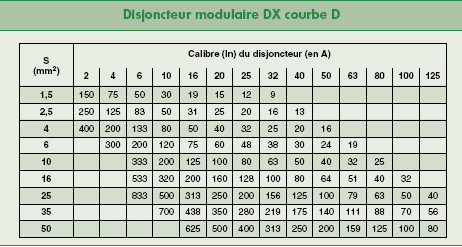 Disjoncteur modulaire DX courbe D
S (mm²) Calibre (In) du disjoncteur (en A)
2 4 6 10 16 20 25 32 40 50 63 80 100 125
1,5 150 75 50 30 19 15 12 9
2,5 250 125 83 50 31 25 20 16 13
4 400 200 133 80 50 40 32 25 20 16
6 300 200 120 75 60 48 38 30 24 19
10 333 200 125 100 80 63 50 40 32 25
16 533 320 200 160 128 100 80 64 51 40 32
25 833 500 313 250 200 156 125 100 79 63 50 40
35 700 438 350 280 219 175 140 111 88 70 56
50 625 500 400 313 250 200 159 125 100 80